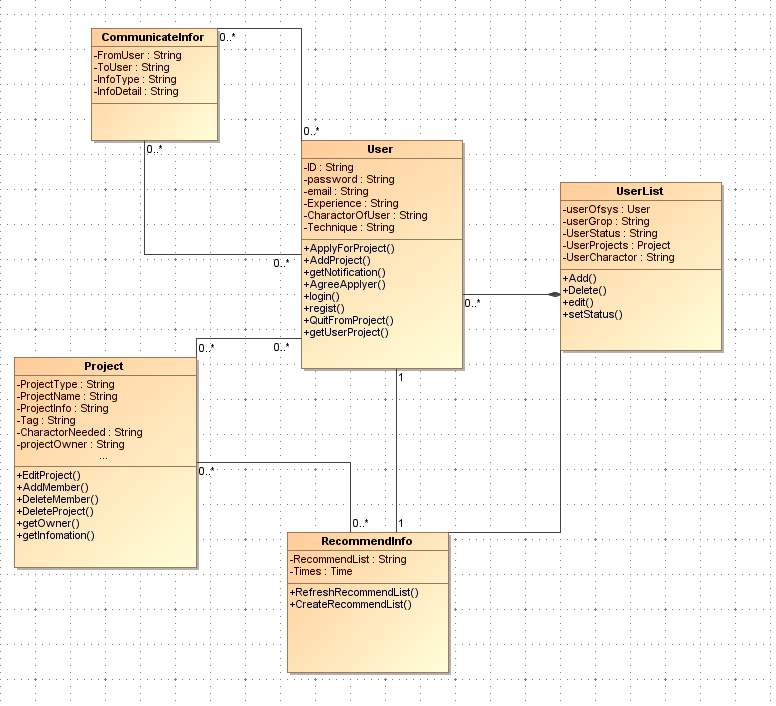 CommunicateInfor
-FromUser : String
-ToUser : String
-InfoType : String
-InfoDetail : String
0..*
0..*
0..*
0..*
User
-ID : String
-password : String
-email : String
-Experience : String
-CharactorOfUser : String
-Technique : String
+ApplyForProject()
+AddProject()
+getNotification()
+AgreeApplyer()
+login()
+regist()
+QuitFromProject()
+getUserProject()
UserList
-userOfsys : User
-userGrop : String
-UserStatus : String
-UserProjects : Project
-UserCharactor : String
+Add()
+Delete()
+edit()
+setStatus()
0..*
0..*
0..*
Project
-ProjectType : String
-ProjectName : String
-ProjectInfo : String
-Tag : String
-CharactorNeeded : String
-projectOwner : String
...
+EditProject()
+AddMember()
+DeleteMember()
+DeleteProject()
+getOwner()
+getInfomation()
1
0..*
0..*
1
RecommendInfo
-RecommendList : String
-Times : Time
+RefreshRecommendList()
+CreateRecommendList()